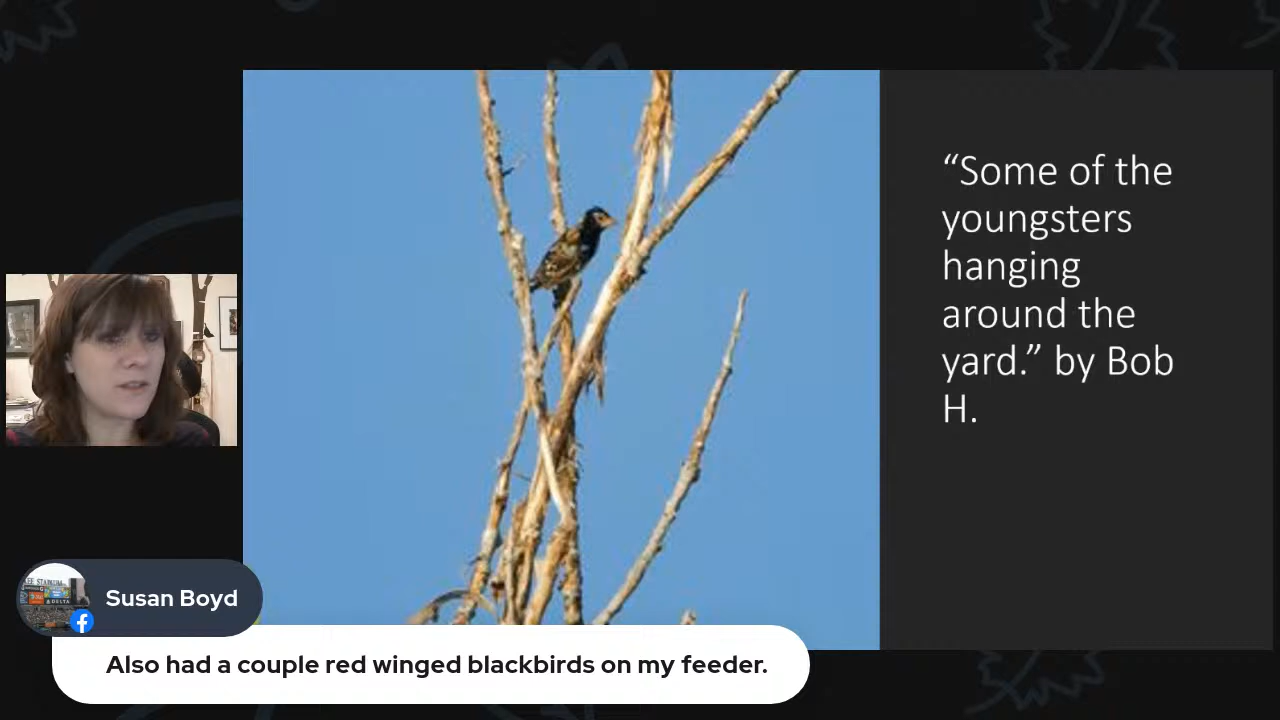 “Some of the
youngsters
hanging
around the
yard.” by Bob
H.
Susan Boyd
Also had a couple red winged blackbirds on my feeder.